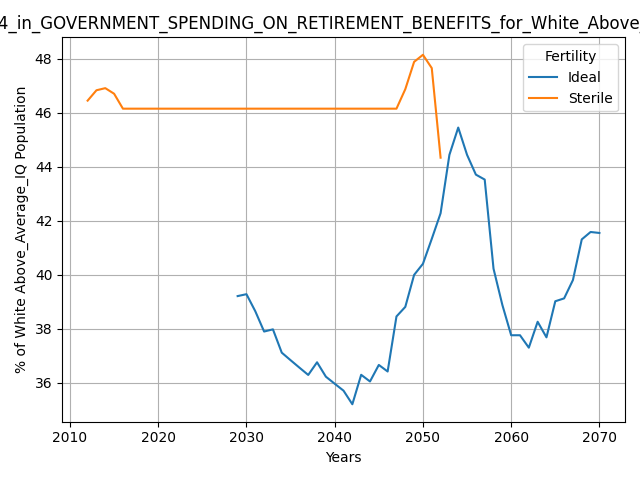 4_in_GOVERNMENT_SPENDING_ON_RETIREMENT_BENEFITS_for_White_Above_
Fertility
Ideal
Sterile
% of White Above_Average_IQ Population
48
46
44
42
40
38
36
2010 2020 2030 2040 2050 2060 2070
Years